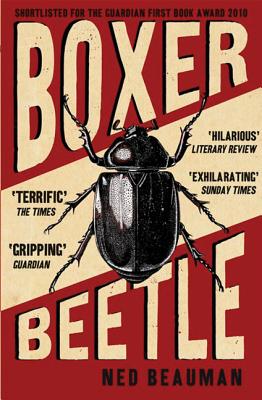 SHORTLISTED FOR THE GUARDIAN FIRST BOOK AWARD 2010
BOXER
'HILARIOUS'
LITERARY REVIEW
'TERRIFIC'
THE TIMES
'EXHILARATING'
SUNDAY TIMES
'GRIPPING'
GUARDIAN
BEETLE
NED BEAUMAN